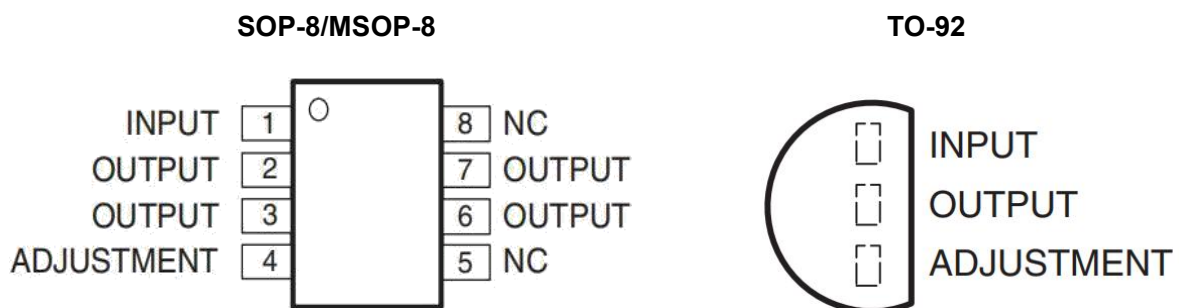 SOP-8/MSOP-8
INPUT 1 8 NC
OUTPUT 2 7 OUTPUT
OUTPUT 3 6 OUTPUT
ADJUSTMENT 4 5 NC
TO-92
INPUT
OUTPUT
ADJUSTMENT